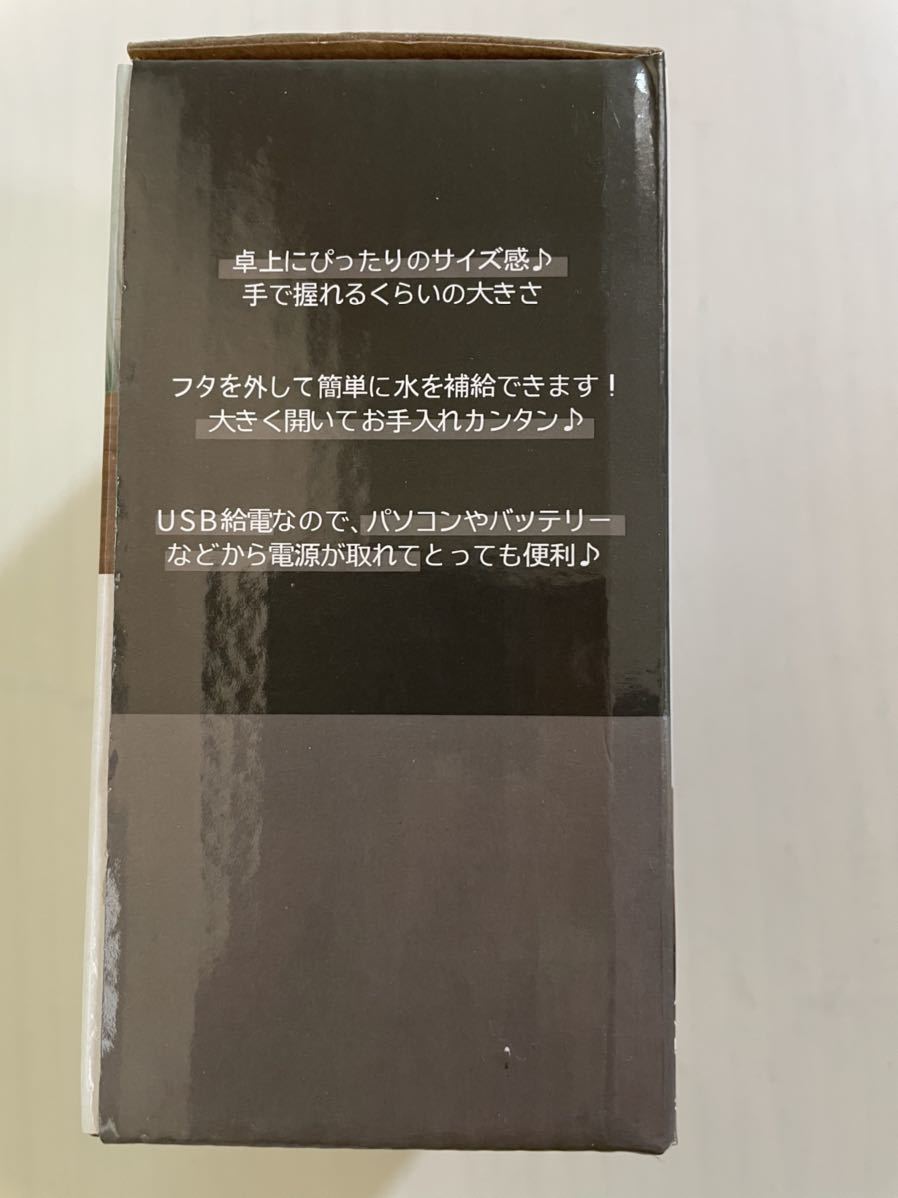 卓上にぴったりのサイズ感♪
手で握れるくらいの大きさ
フタを外して簡単に水を補給できます！
大きく開いてお手入れカンタン♪
USB給電なので、パソコンやバッテリー
などから電源が取れてとっても便利♪